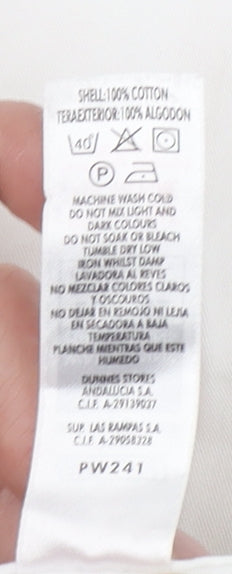 SHELL:100% COTTON
TERAEXTERIOR:100% ALGODON
40°
P
MACHINE WASH COLD
DO NOT MIX LIGHT AND
DARK COLOURS
DO NOT SOAK OR BLEACH
TUMBLE DRY LOW
IRON WHILST DAMP
LAVADORA AL REVES
NO MEZCLAR COLORES CLAROS
Y OSCUROS
NO DEJAR EN REMOJO NI LEJIA
EN SECADORA A BAJA
TEMPERATURA
PLANCHE MIENTRAS QUE ESTE
HUMEDO
DUNNES STORES
ANDALUCIA S.A.
C.I.F. A-29139037
SUP. LAS RAMPAS S.A.
C.I.F. A-29058328
PW241